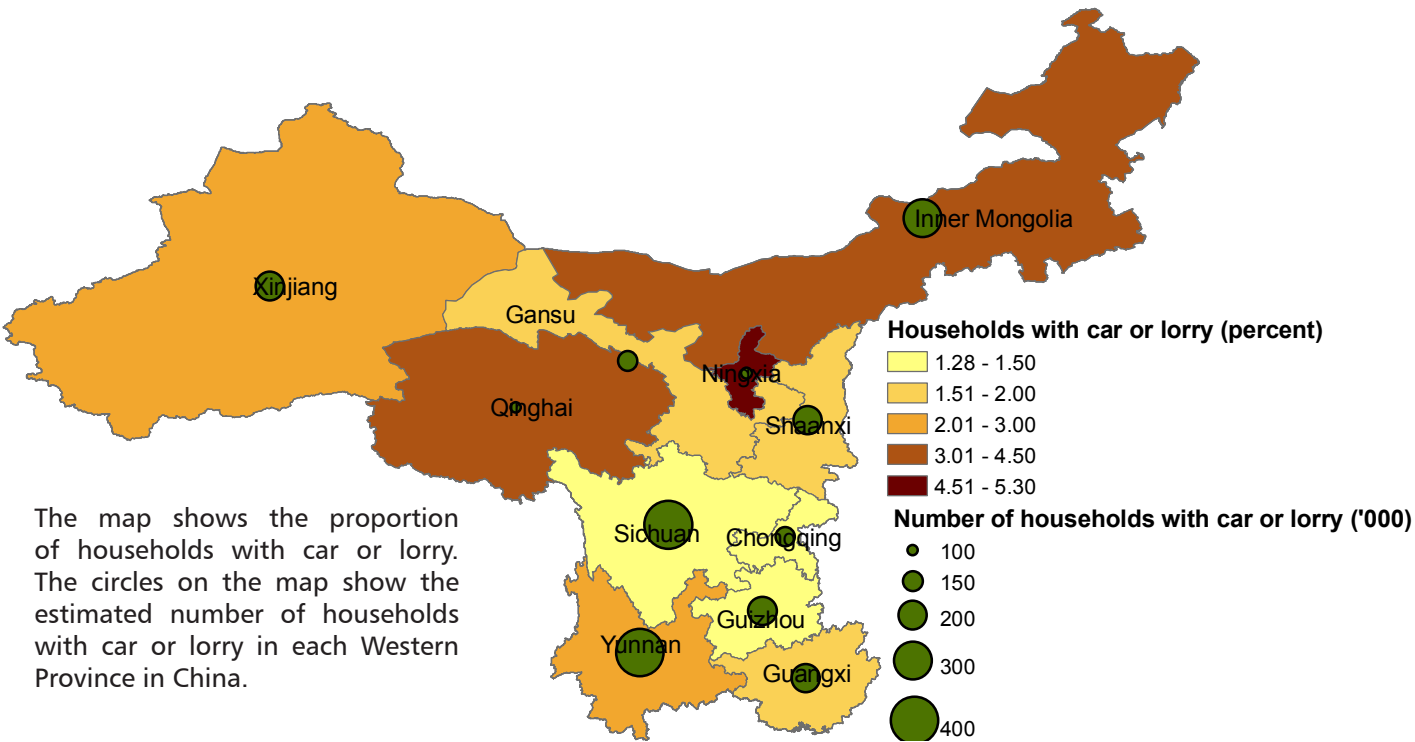 Inner Mongolia
Xinjiang
Gansu
Households with car or lorry (percent)
1.28 - 1.50
Ningxia
1.51 - 2.00
Qinghai
2.01 - 3.00
Shaanxi
3.01 - 4.50
4.51 - 5.30
The map shows the proportion
of households with car or lorry.
The circles on the map show the
estimated number of households
with car or lorry in each Western
Province in China.
Sichuan
Chongqing
Number of households with car or lorry ('000)
100
150
200
300
400
Guizhou
Yunnan
Guangxi